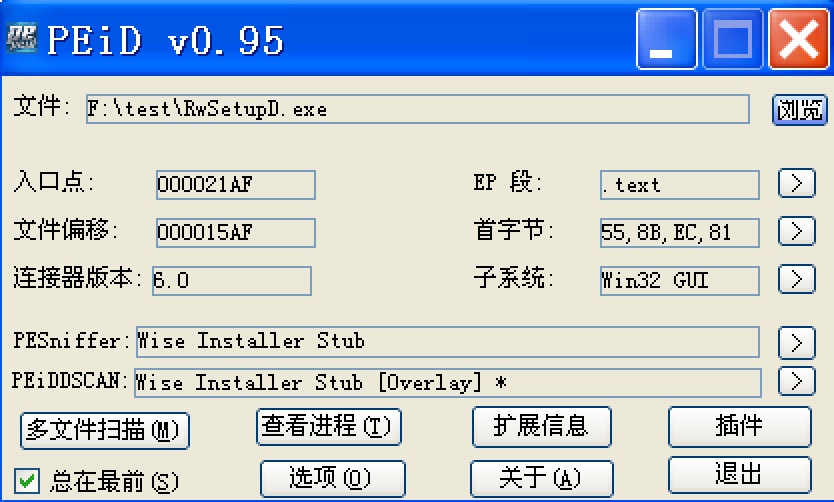 PEiD v0.95
文件: F:\test\RwSetupD.exe 浏览
入口点: 000021AF EP 段: .text >
文件偏移: 000015AF 首字节: 55,8B,EC,81 >
连接器版本: 6.0 子系统: Win32 GUI >
PESniffer: Wise Installer Stub >
PEiDDSCAN: Wise Installer Stub [Overlay] * >
多文件扫描(M) 查看进程(T) 扩展信息 插件
总在最前(S) 选项(O) 关于(A) 退出